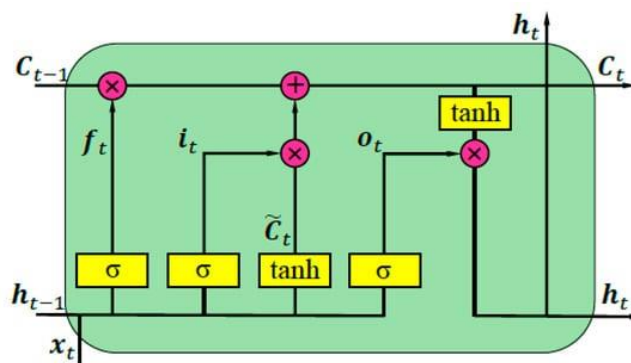 h_t
C_{t-1} × + C_t
tanh
f_t i_t × o_t ×
C̃_t
σ σ tanh σ
h_{t-1} h_t
x_t